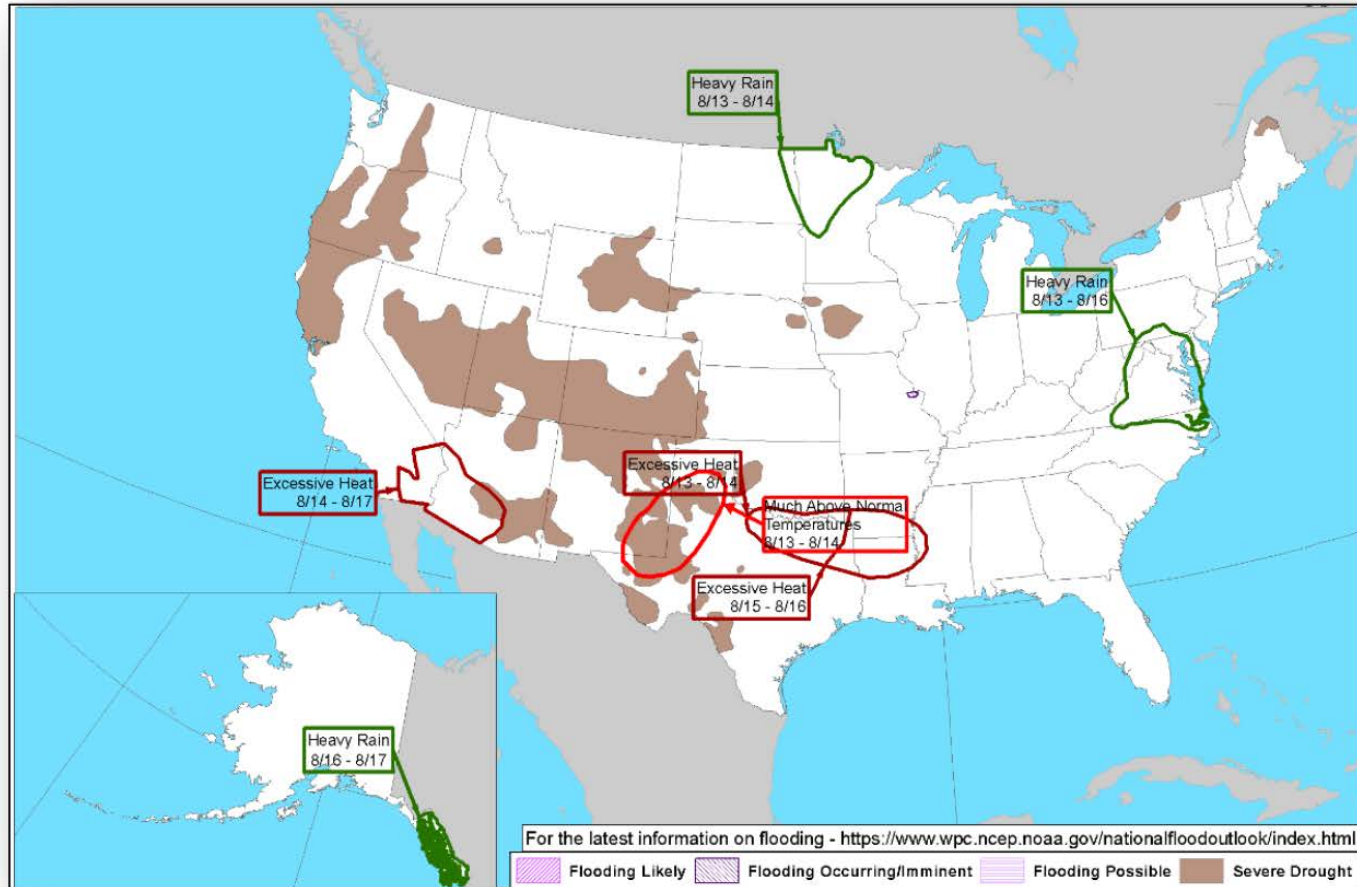 Heavy Rain
8/13 - 8/14
Heavy Rain
8/13 - 8/16
Excessive Heat
8/14 - 8/17
Excessive Heat
8/13 - 8/14
Much Above Normal
Temperatures
8/13 - 8/14
Excessive Heat
8/15 - 8/16
Heavy Rain
8/16 - 8/17
For the latest information on flooding - https://www.wpc.ncep.noaa.gov/nationalfloodoutlook/index.html
Flooding Likely Flooding Occurring/Imminent Flooding Possible Severe Drought